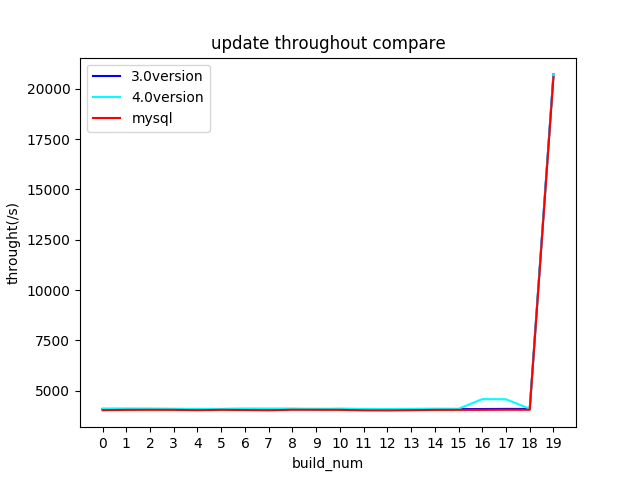 update throughout compare
3.0version
4.0version
mysql
throught(/s)
20000
17500
15000
12500
10000
7500
5000
0 1 2 3 4 5 6 7 8 9 10 11 12 13 14 15 16 17 18 19
build_num